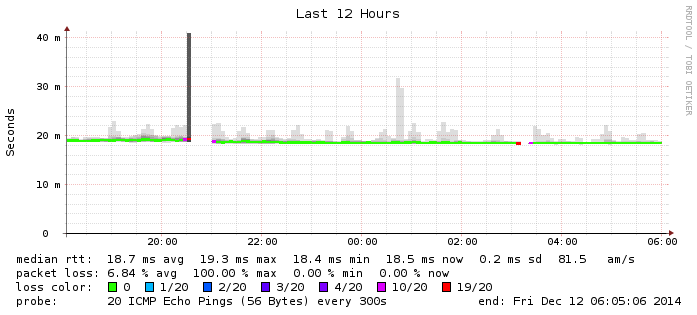 Last 12 Hours
RRDTOOL / TOBI OETIKER
Seconds
40 m
30 m
20 m
10 m
0
20:00 22:00 00:00 02:00 04:00 06:00
median rtt: 18.7 ms avg 19.3 ms max 18.4 ms min 18.5 ms now 0.2 ms sd 81.5 am/s
packet loss: 6.84 % avg 100.00 % max 0.00 % min 0.00 % now
loss color: 0 1/20 2/20 3/20 4/20 10/20 19/20
probe: 20 ICMP Echo Pings (56 Bytes) every 300s end: Fri Dec 12 06:05:06 2014